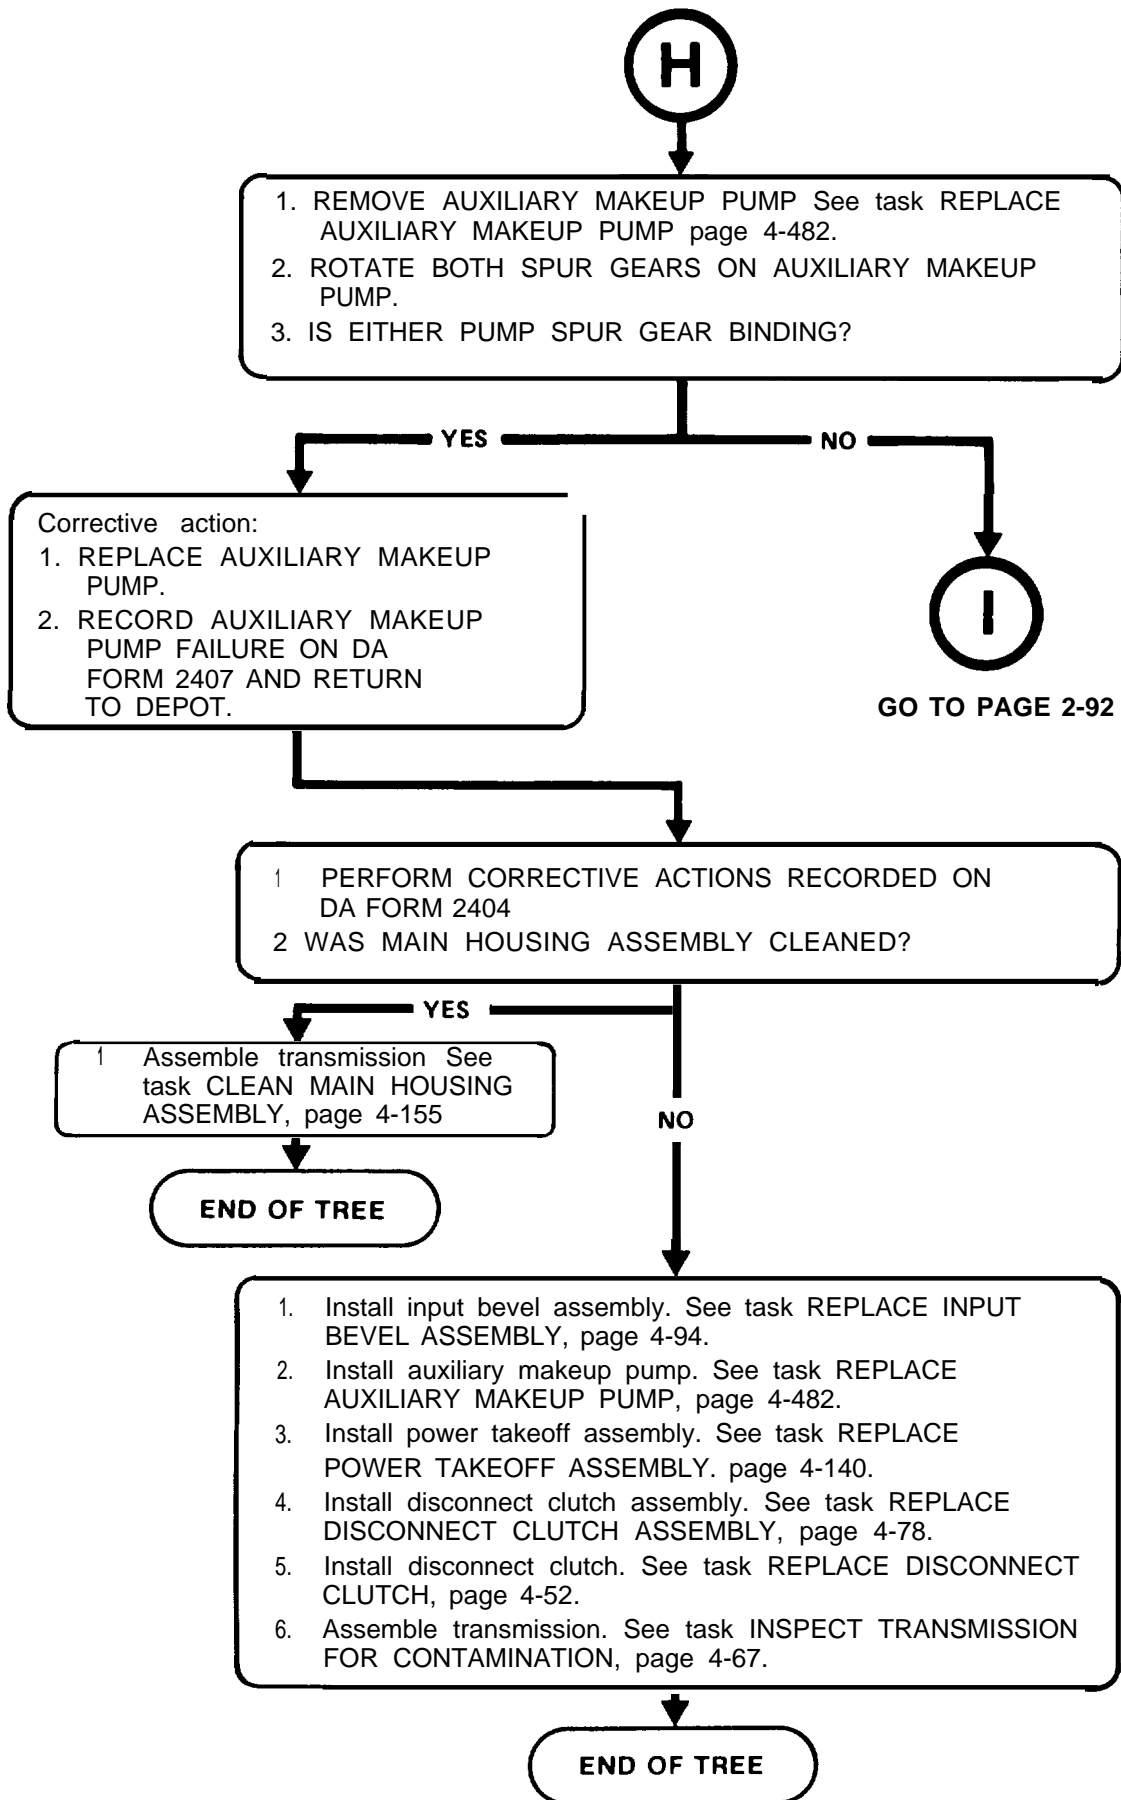 H
1. REMOVE AUXILIARY MAKEUP PUMP See task REPLACE
AUXILIARY MAKEUP PUMP page 4-482.
2. ROTATE BOTH SPUR GEARS ON AUXILIARY MAKEUP
PUMP.
3. IS EITHER PUMP SPUR GEAR BINDING?
YES
NO
Corrective action:
1. REPLACE AUXILIARY MAKEUP
PUMP.
2. RECORD AUXILIARY MAKEUP
PUMP FAILURE ON DA
FORM 2407 AND RETURN
TO DEPOT.
I
GO TO PAGE 2-92
1 PERFORM CORRECTIVE ACTIONS RECORDED ON
DA FORM 2404
2 WAS MAIN HOUSING ASSEMBLY CLEANED?
YES
1 Assemble transmission See
task CLEAN MAIN HOUSING
ASSEMBLY, page 4-155
NO
END OF TREE
1. Install input bevel assembly. See task REPLACE INPUT
BEVEL ASSEMBLY, page 4-94.
2. Install auxiliary makeup pump. See task REPLACE
AUXILIARY MAKEUP PUMP, page 4-482.
3. Install power takeoff assembly. See task REPLACE
POWER TAKEOFF ASSEMBLY. page 4-140.
4. Install disconnect clutch assembly. See task REPLACE
DISCONNECT CLUTCH ASSEMBLY, page 4-78.
5. Install disconnect clutch. See task REPLACE DISCONNECT
CLUTCH, page 4-52.
6. Assemble transmission. See task INSPECT TRANSMISSION
FOR CONTAMINATION, page 4-67.
END OF TREE